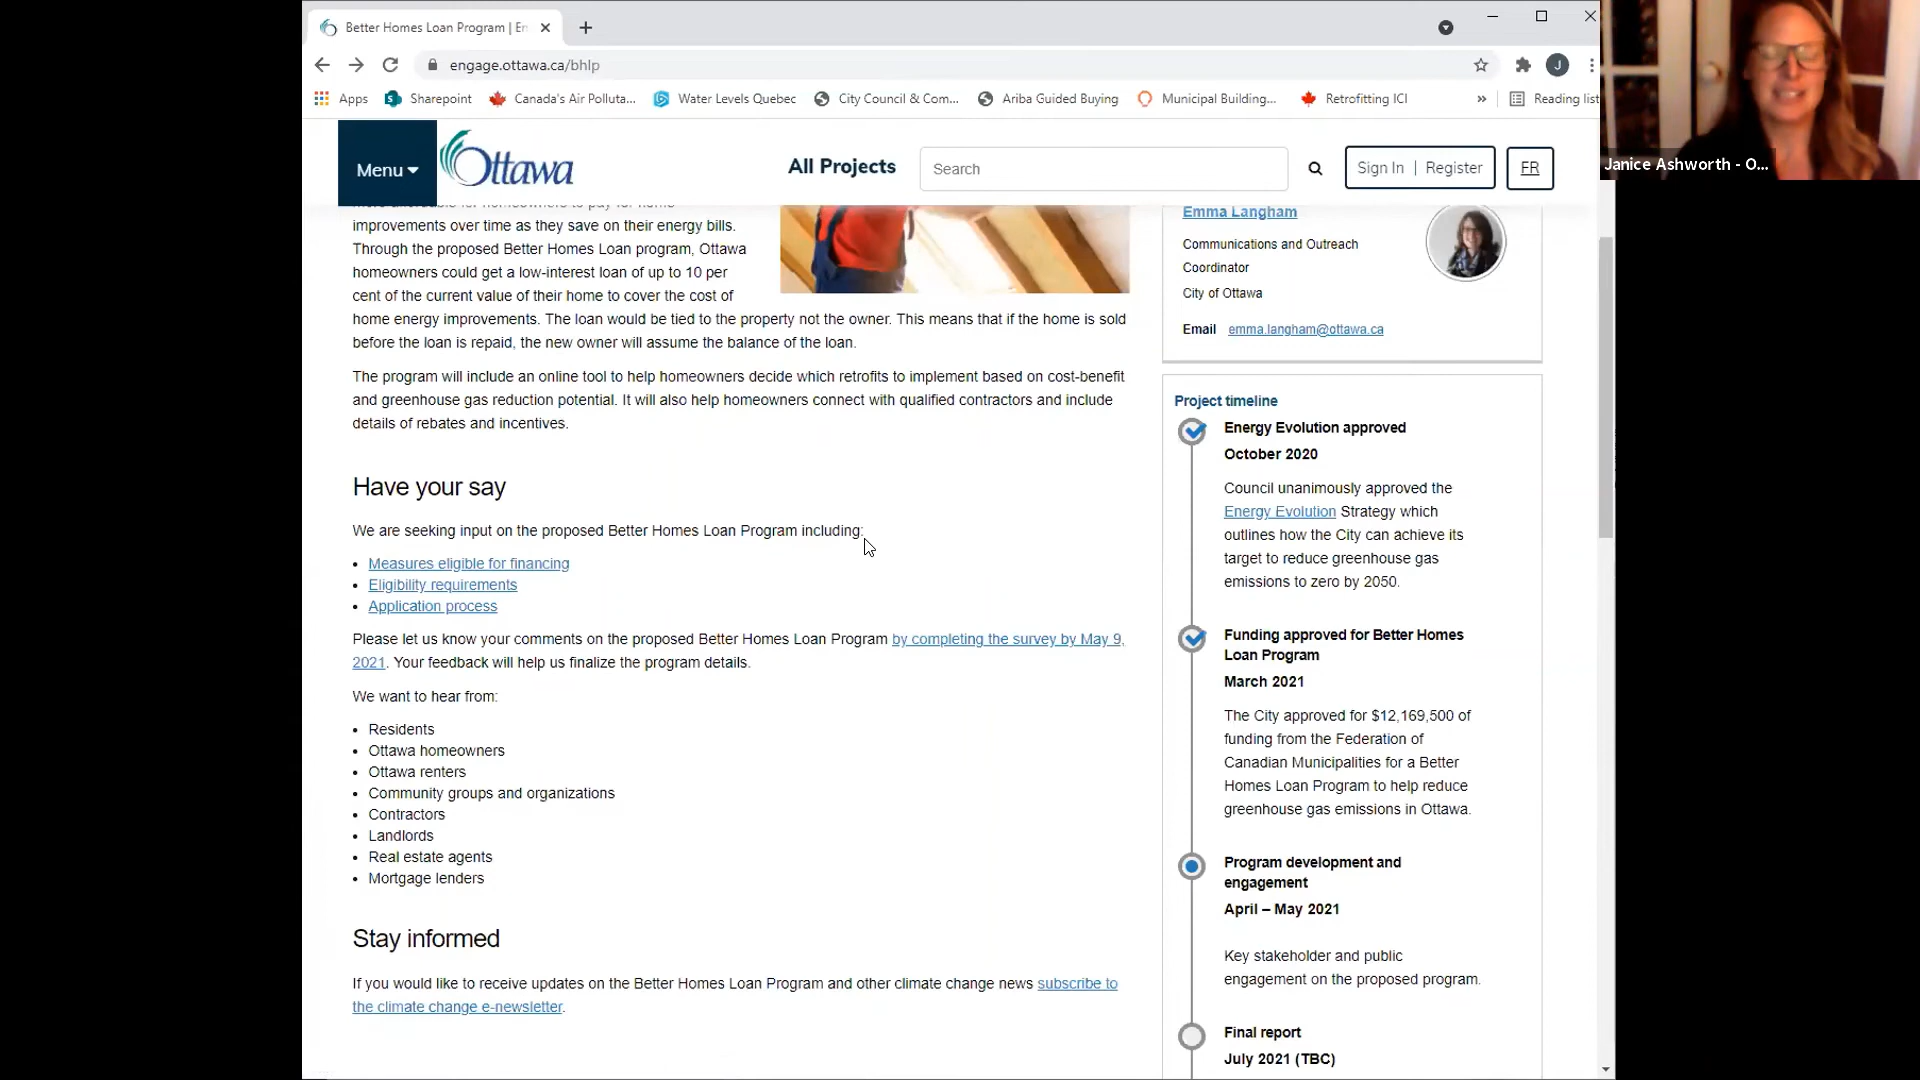 Better Homes Loan Program | En
engage.ottawa.ca/bhlp
J
Apps
Sharepoint
Canada's Air Polluta...
Water Levels Quebec
City Council & Com...
Ariba Guided Buying
Municipal Building...
Retrofitting ICI
»
Reading list
Janice Ashworth - O...
Menu
Ottawa
All Projects
Search
Sign In | Register
FR
improvements over time as they save on their energy bills.
Through the proposed Better Homes Loan program, Ottawa
homeowners could get a low-interest loan of up to 10 per
cent of the current value of their home to cover the cost of
home energy improvements. The loan would be tied to the property not the owner. This means that if the home is sold
before the loan is repaid, the new owner will assume the balance of the loan.
The program will include an online tool to help homeowners decide which retrofits to implement based on cost-benefit
and greenhouse gas reduction potential. It will also help homeowners connect with qualified contractors and include
details of rebates and incentives.
Have your say
We are seeking input on the proposed Better Homes Loan Program including:
• Measures eligible for financing
• Eligibility requirements
• Application process
Please let us know your comments on the proposed Better Homes Loan Program by completing the survey by May 9,
2021. Your feedback will help us finalize the program details.
We want to hear from:
• Residents
• Ottawa homeowners
• Ottawa renters
• Community groups and organizations
• Contractors
• Landlords
• Real estate agents
• Mortgage lenders
Stay informed
If you would like to receive updates on the Better Homes Loan Program and other climate change news subscribe to
the climate change e-newsletter.
Emma Langham
Communications and Outreach
Coordinator
City of Ottawa
Email emma.langham@ottawa.ca
Project timeline
Energy Evolution approved
October 2020
Council unanimously approved the
Energy Evolution Strategy which
outlines how the City can achieve its
target to reduce greenhouse gas
emissions to zero by 2050.
Funding approved for Better Homes
Loan Program
March 2021
The City approved for $12,169,500 of
funding from the Federation of
Canadian Municipalities for a Better
Homes Loan Program to help reduce
greenhouse gas emissions in Ottawa.
Program development and
engagement
April – May 2021
Key stakeholder and public
engagement on the proposed program.
Final report
July 2021 (TBC)